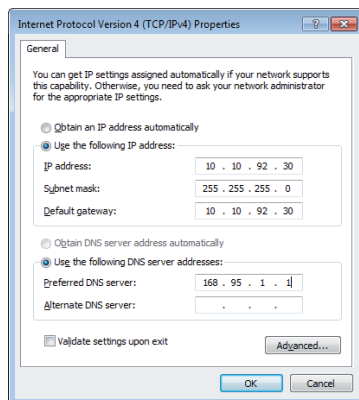 Internet Protocol Version 4 (TCP/IPv4) Properties
General
You can get IP settings assigned automatically if your network supports
this capability. Otherwise, you need to ask your network administrator
for the appropriate IP settings.
Obtain an IP address automatically
Use the following IP address:
IP address: 10 . 10 . 92 . 30
Subnet mask: 255 . 255 . 255 . 0
Default gateway: 10 . 10 . 92 . 30
Obtain DNS server address automatically
Use the following DNS server addresses:
Preferred DNS server: 168 . 95 . 1 . 1
Alternate DNS server: . . .
Validate settings upon exit
Advanced...
OK Cancel